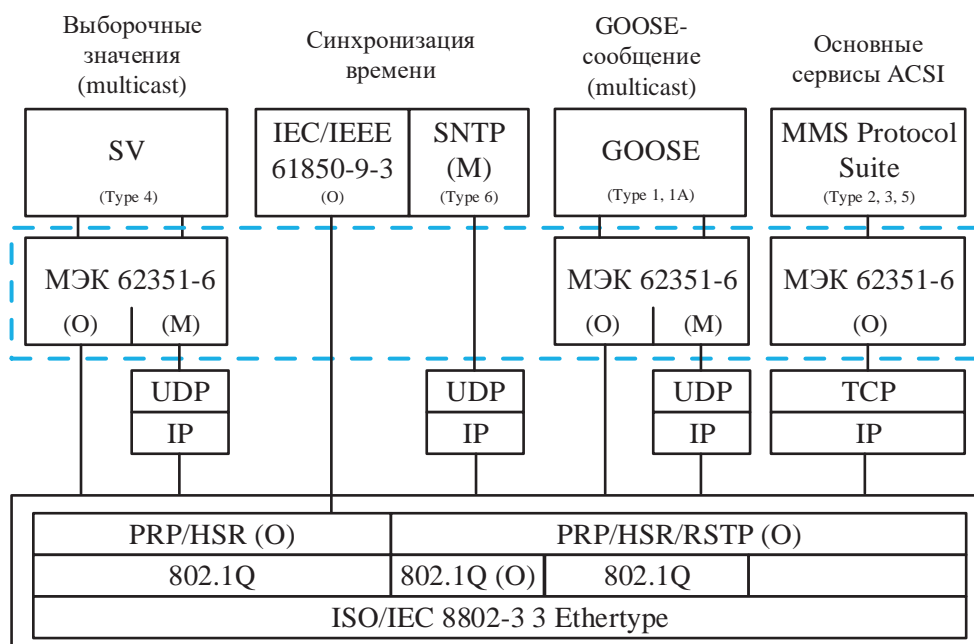 Выборочные
значения
(multicast)
Синхронизация
времени
GOOSE-
сообщение
(multicast)
Основные
сервисы ACSI
SV
(Type 4)
IEC/IEEE
61850-9-3
(O)
SNTP
(M)
(Type 6)
GOOSE
(Type 1, 1A)
MMS Protocol
Suite
(Type 2, 3, 5)
МЭК 62351-6
(O)
(M)
МЭК 62351-6
(O)
(M)
МЭК 62351-6
(O)
UDP
IP
UDP
IP
UDP
IP
TCP
IP
PRP/HSR (O)
PRP/HSR/RSTP (O)
802.1Q
802.1Q (O)
802.1Q
ISO/IEC 8802-3 3 Ethertype